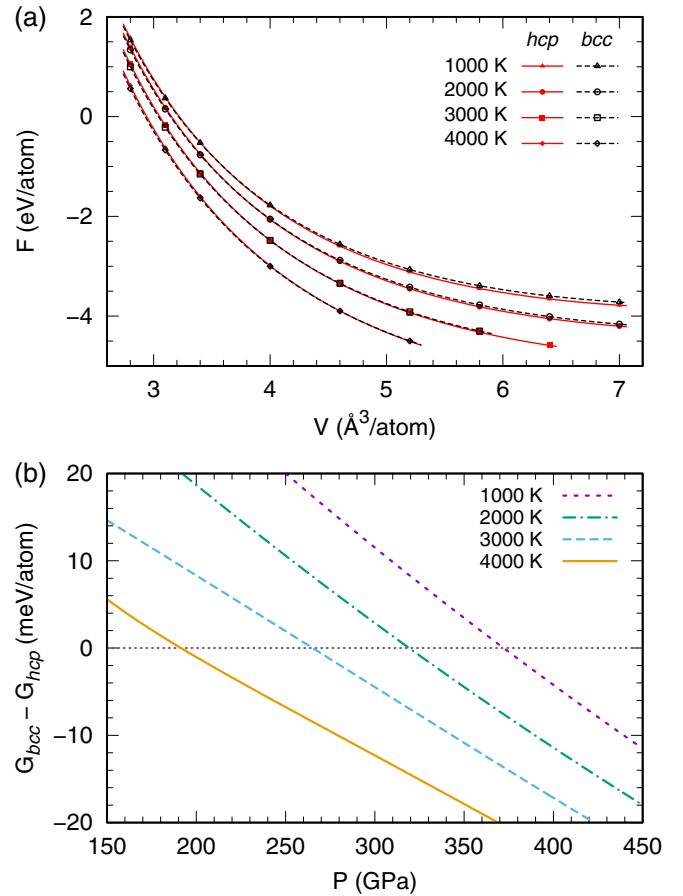 (a)
2
0
−2
−4
F (eV/atom)
hcp bcc
1000 K
2000 K
3000 K
4000 K
3 4 5 6 7
V (Å³/atom)
(b)
20
10
0
−10
−20
G_bcc − G_hcp (meV/atom)
1000 K
2000 K
3000 K
4000 K
150 200 250 300 350 400 450
P (GPa)